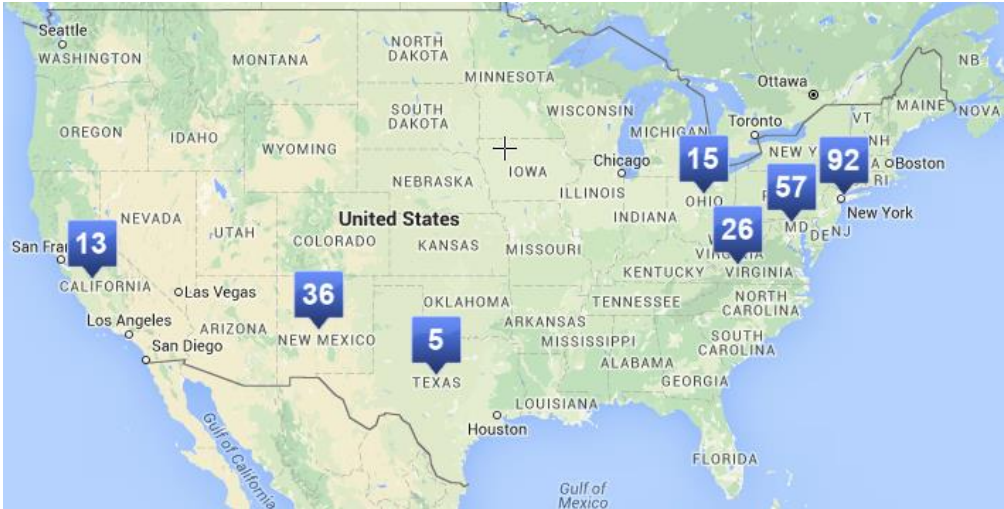 Seattle
WASHINGTON
MONTANA
NORTH
DAKOTA
MINNESOTA
Ottawa
NB
MAINE
NOVA
OREGON
IDAHO
WYOMING
SOUTH
DAKOTA
WISCONSIN
MICHIGAN
Toronto
VT
NH
15
NEW Y
92
A
Boston
RI
Chicago
IOWA
NEBRASKA
ILLINOIS
INDIANA
OHIO
57
P
New York
MD
DE
NJ
NEVADA
UTAH
COLORADO
United States
KANSAS
MISSOURI
26
W
VIRGINIA
KENTUCKY
VIRGINIA
San Fran
13
CALIFORNIA
Las Vegas
36
OKLAHOMA
TENNESSEE
NORTH
CAROLINA
Los Angeles
ARIZONA
NEW MEXICO
5
ARKANSAS
MISSISSIPPI
SOUTH
CAROLINA
San Diego
TEXAS
ALABAMA
GEORGIA
LOUISIANA
Houston
FLORIDA
Gulf of California
Gulf of
Mexico